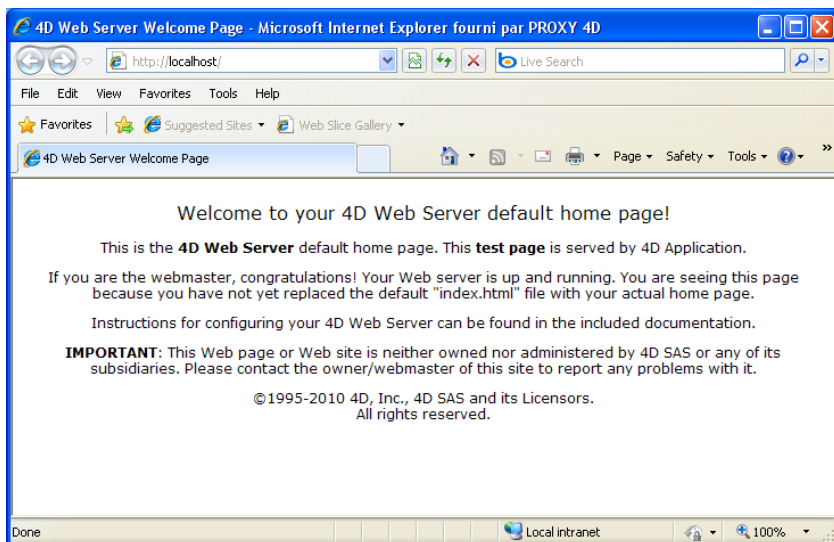 4D Web Server Welcome Page - Microsoft Internet Explorer fourni par PROXY 4D
http://localhost/
Live Search
File Edit View Favorites Tools Help
Favorites Suggested Sites Web Slice Gallery
4D Web Server Welcome Page Page Safety Tools »
Welcome to your 4D Web Server default home page!
This is the 4D Web Server default home page. This test page is served by 4D Application.
If you are the webmaster, congratulations! Your Web server is up and running. You are seeing this page
because you have not yet replaced the default "index.html" file with your actual home page.
Instructions for configuring your 4D Web Server can be found in the included documentation.
IMPORTANT: This Web page or Web site is neither owned nor administered by 4D SAS or any of its
subsidiaries. Please contact the owner/webmaster of this site to report any problems with it.
©1995-2010 4D, Inc., 4D SAS and its Licensors.
All rights reserved.
Done Local intranet 100%